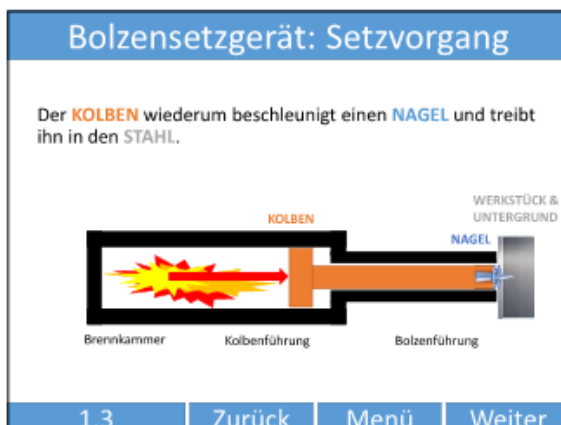 Bolzensetzgerät: Setzvorgang
Der KOLBEN wiederum beschleunigt einen NAGEL und treibt
ihn in den STAHL.
WERKSTÜCK &
UNTERGRUND
KOLBEN
NAGEL
Brennkammer
Kolbenführung
Bolzenführung
1.3
Zurück
Menü
Weiter